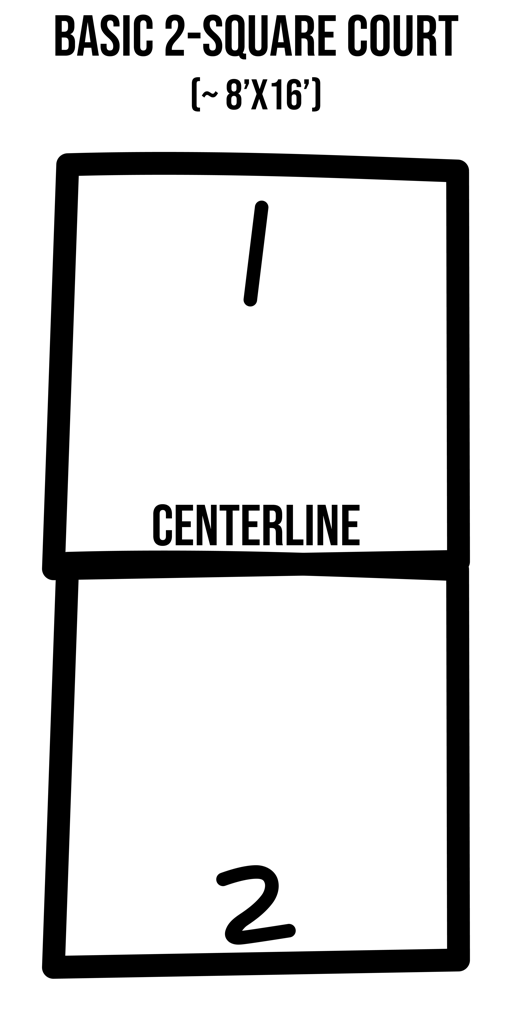 BASIC 2-SQUARE COURT
(~ 8’X16’)
1
CENTERLINE
2